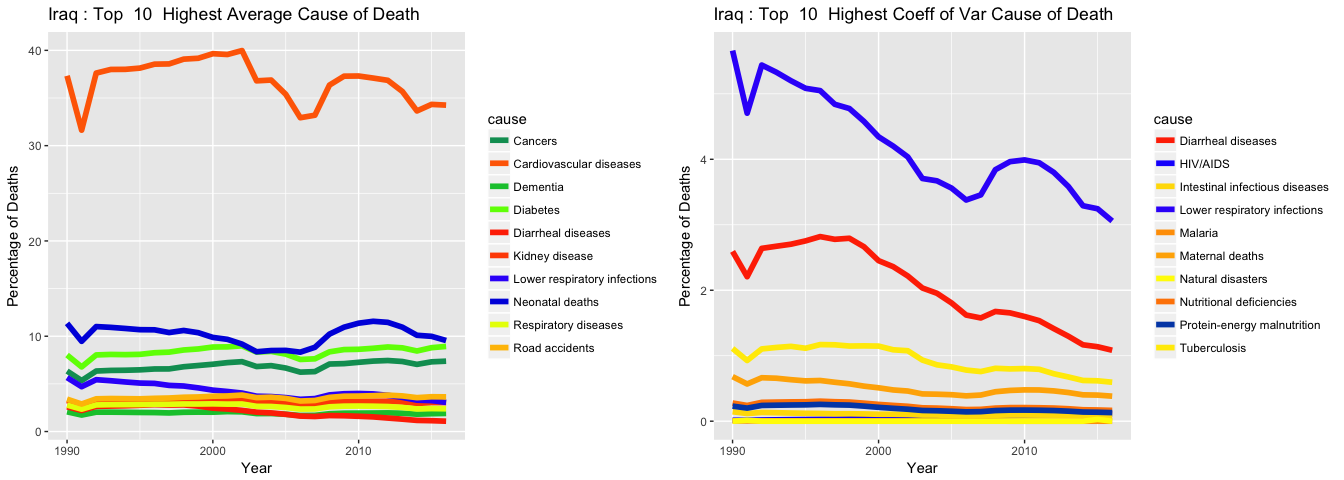 Iraq : Top  10  Highest Average Cause of Death
40
30
20
10
0
Percentage of Deaths
1990
2000
2010
Year
cause
Cancers
Cardiovascular diseases
Dementia
Diabetes
Diarrheal diseases
Kidney disease
Lower respiratory infections
Neonatal deaths
Respiratory diseases
Road accidents
Iraq : Top  10  Highest Coeff of Var Cause of Death
4
2
0
Percentage of Deaths
1990
2000
2010
Year
cause
Diarrheal diseases
HIV/AIDS
Intestinal infectious diseases
Lower respiratory infections
Malaria
Maternal deaths
Natural disasters
Nutritional deficiencies
Protein-energy malnutrition
Tuberculosis